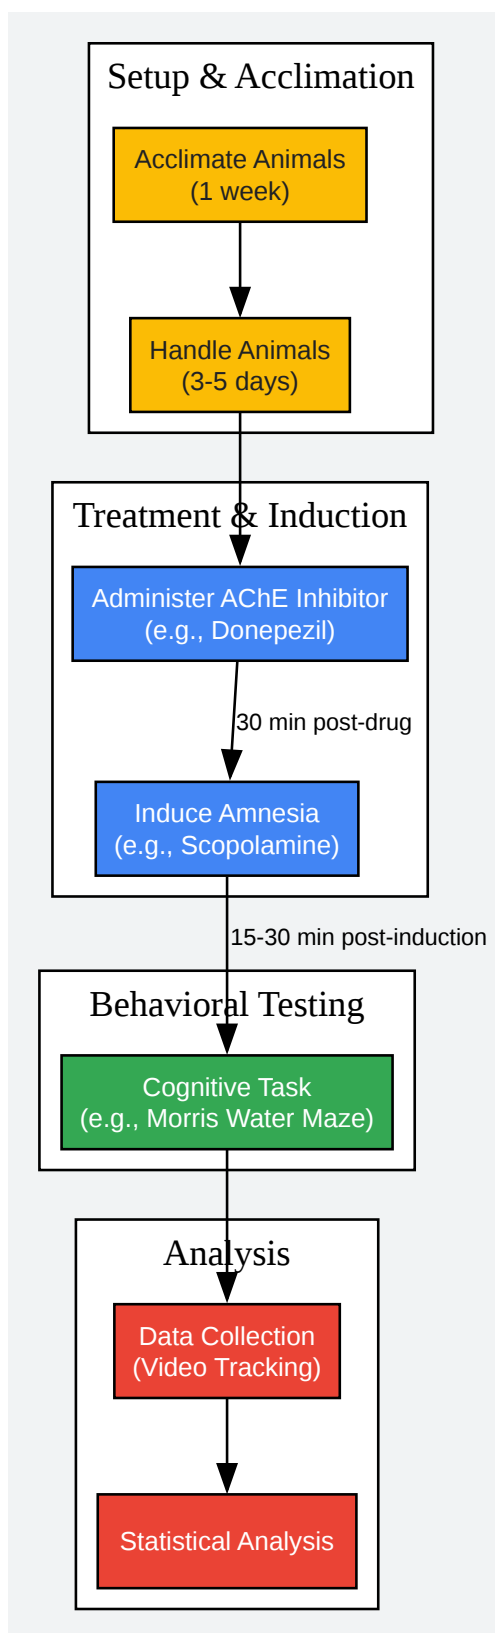 Setup & Acclimation
Acclimate Animals
(1 week)
Handle Animals
(3-5 days)
Treatment & Induction
Administer AChE Inhibitor
(e.g., Donepezil)
30 min post-drug
Induce Amnesia
(e.g., Scopolamine)
15-30 min post-induction
Behavioral Testing
Cognitive Task
(e.g., Morris Water Maze)
Analysis
Data Collection
(Video Tracking)
Statistical Analysis